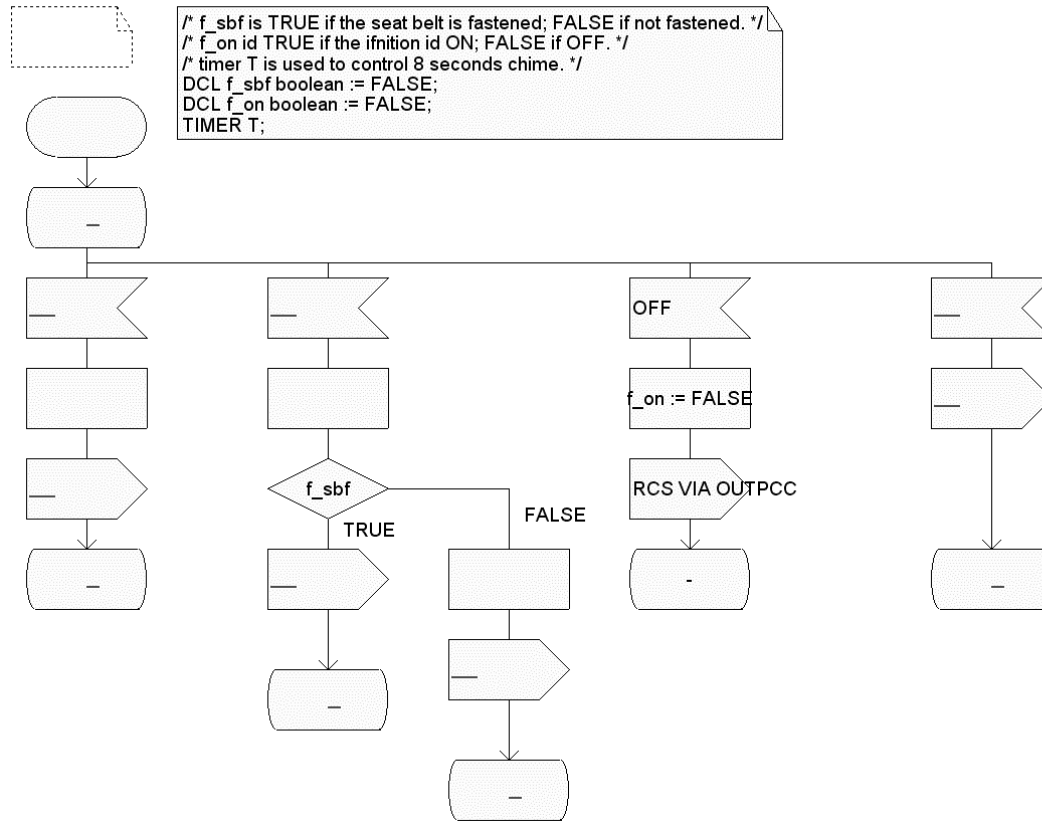 /* f_sbf is TRUE if the seat belt is fastened; FALSE if not fastened. */
/* f_on id TRUE if the ifnition id ON; FALSE if OFF. */
/* timer T is used to control 8 seconds chime. */
DCL f_sbf boolean := FALSE;
DCL f_on boolean := FALSE;
TIMER T;
OFF
f_on := FALSE
f_sbf
RCS VIA OUTPCC
FALSE
TRUE
-